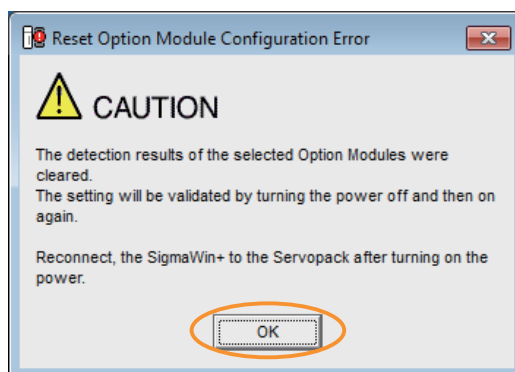 Reset Option Module Configuration Error
CAUTION
The detection results of the selected Option Modules were
cleared.
The setting will be validated by turning the power off and then on
again.
Reconnect, the SigmaWin+ to the Servopack after turning on the
power.
OK